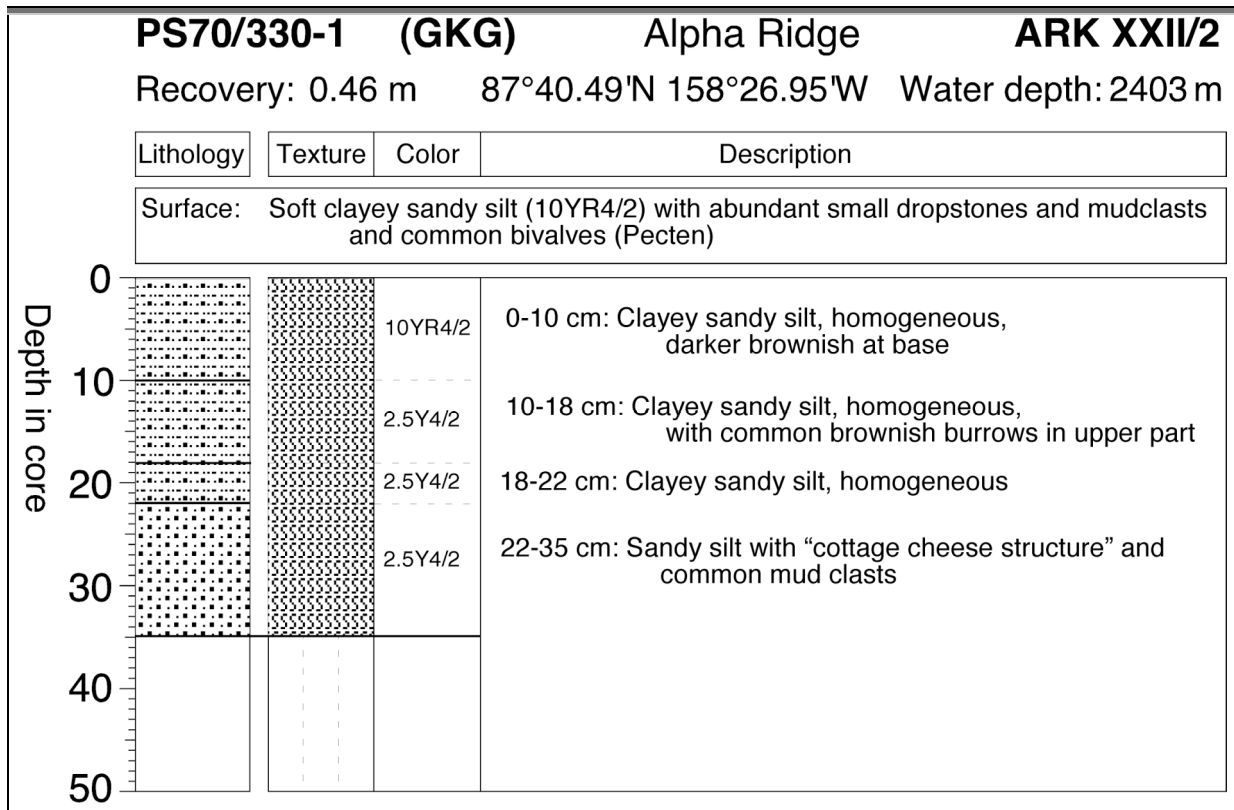 PS70/330-1 (GKG) Alpha Ridge ARK XXII/2
Recovery: 0.46 m 87°40.49'N 158°26.95'W Water depth: 2403 m
Lithology Texture Color Description
Surface: Soft clayey sandy silt (10YR4/2) with abundant small dropstones and mudclasts
and common bivalves (Pecten)
Depth in core
0
10
20
30
40
50
10YR4/2
2.5Y4/2
2.5Y4/2
2.5Y4/2
0-10 cm: Clayey sandy silt, homogeneous,
darker brownish at base
10-18 cm: Clayey sandy silt, homogeneous,
with common brownish burrows in upper part
18-22 cm: Clayey sandy silt, homogeneous
22-35 cm: Sandy silt with “cottage cheese structure” and
common mud clasts